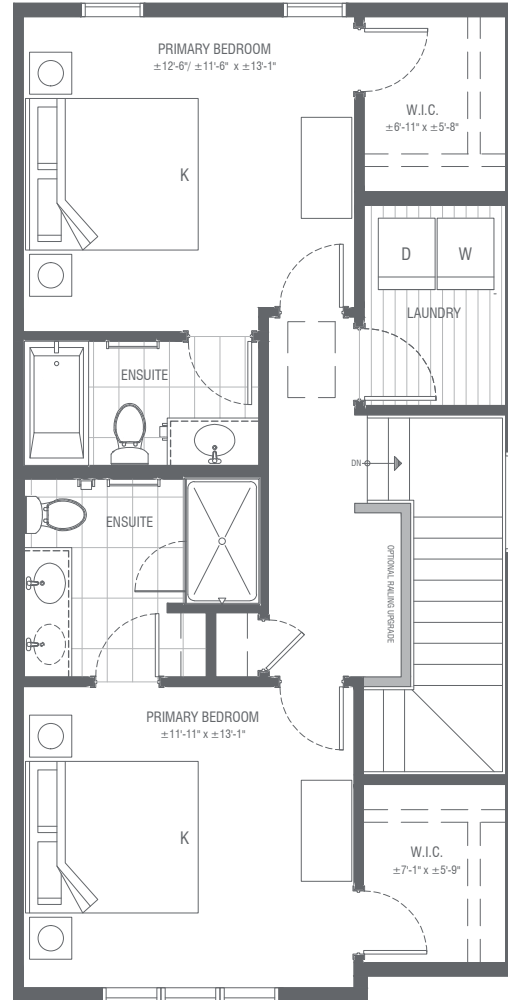 PRIMARY BEDROOM
±12'-6"/ ±11'-6" x ±13'-1"
K
W.I.C.
±6'-11" x ±5'-8"
D
W
LAUNDRY
ENSUITE
DN
ENSUITE
OPTIONAL RAILING UPGRADE
PRIMARY BEDROOM
±11'-11" x ±13'-1"
K
W.I.C.
±7'-1" x ±5'-9"